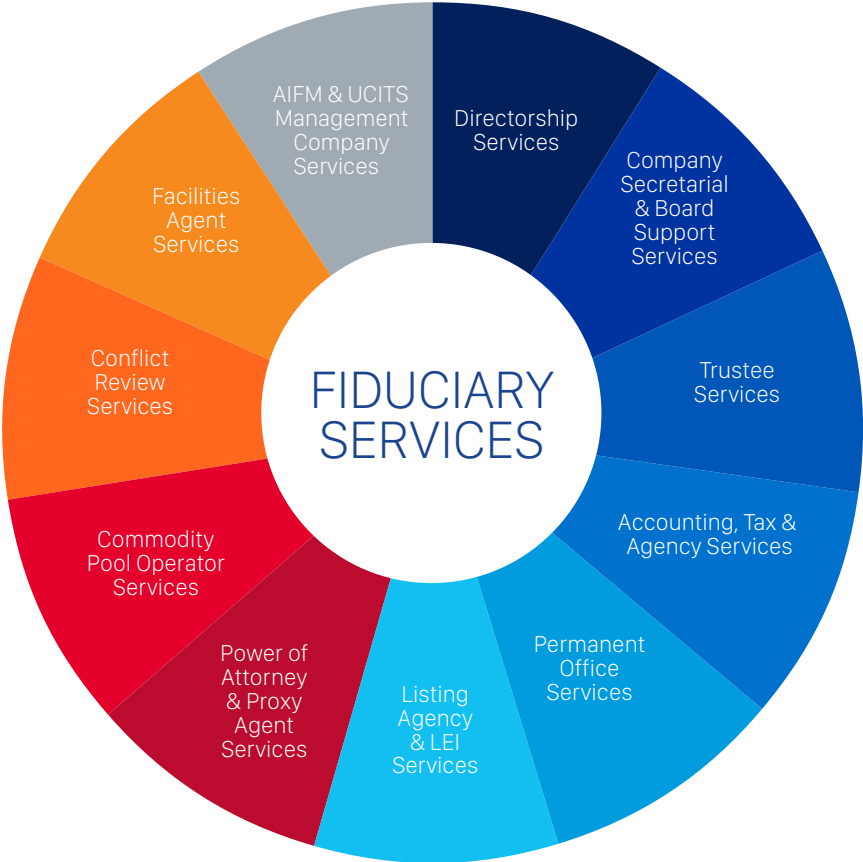 FIDUCIARY
SERVICES
Directorship
Services
Company
Secretarial
& Board
Support
Services
Trustee
Services
Accounting, Tax &
Agency Services
Permanent
Office
Services
Listing
Agency
& LEI
Services
Power of
Attorney
& Proxy
Agent
Services
Commodity
Pool Operator
Services
Conflict
Review
Services
Facilities
Agent
Services
AIFM & UCITS
Management
Company
Services